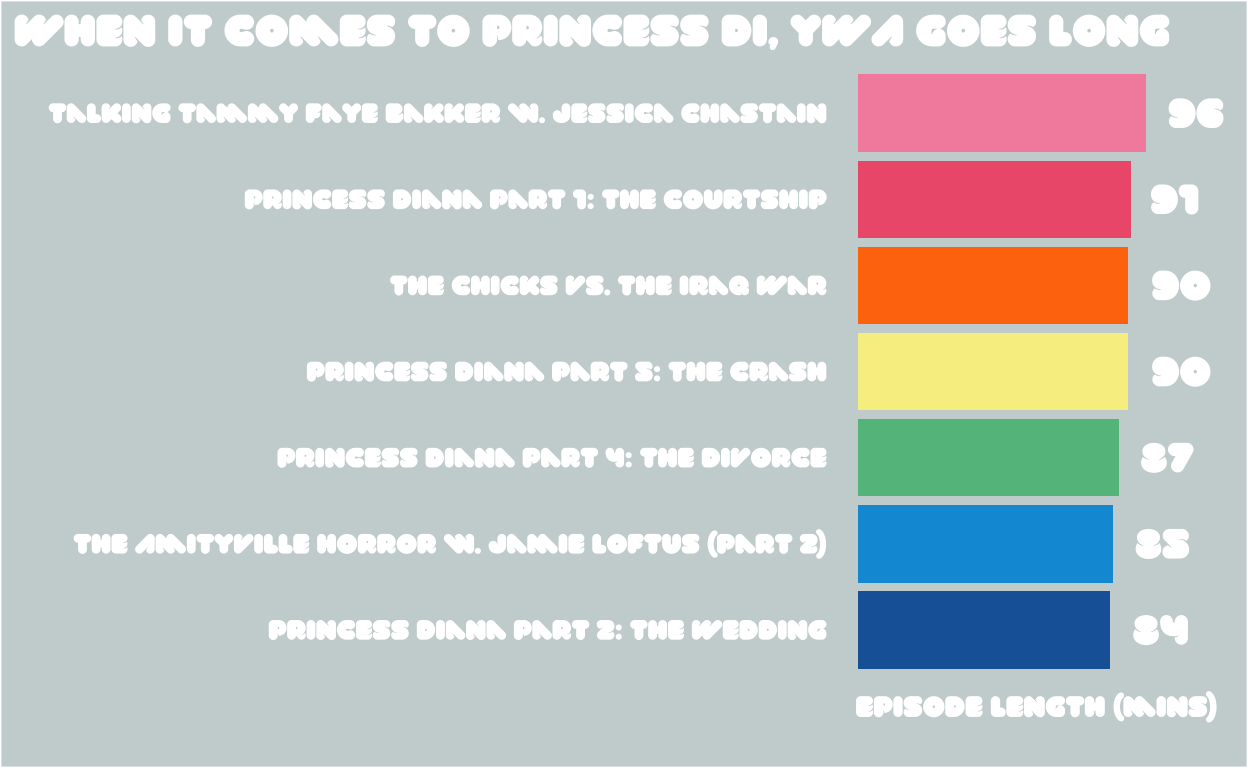 WHEN IT COMES TO PRINCESS DI, YWA GOES LONG
TALKING TAMMY FAYE BAKKER W. JESSICA CHASTAIN 96
PRINCESS DIANA PART 1: THE COURTSHIP 91
THE CHICKS VS. THE IRAQ WAR 90
PRINCESS DIANA PART 5: THE CRASH 90
PRINCESS DIANA PART 4: THE DIVORCE 87
THE AMITYVILLE HORROR W. JAMIE LOFTUS (PART 2) 85
PRINCESS DIANA PART 2: THE WEDDING 84
EPISODE LENGTH (MINS)